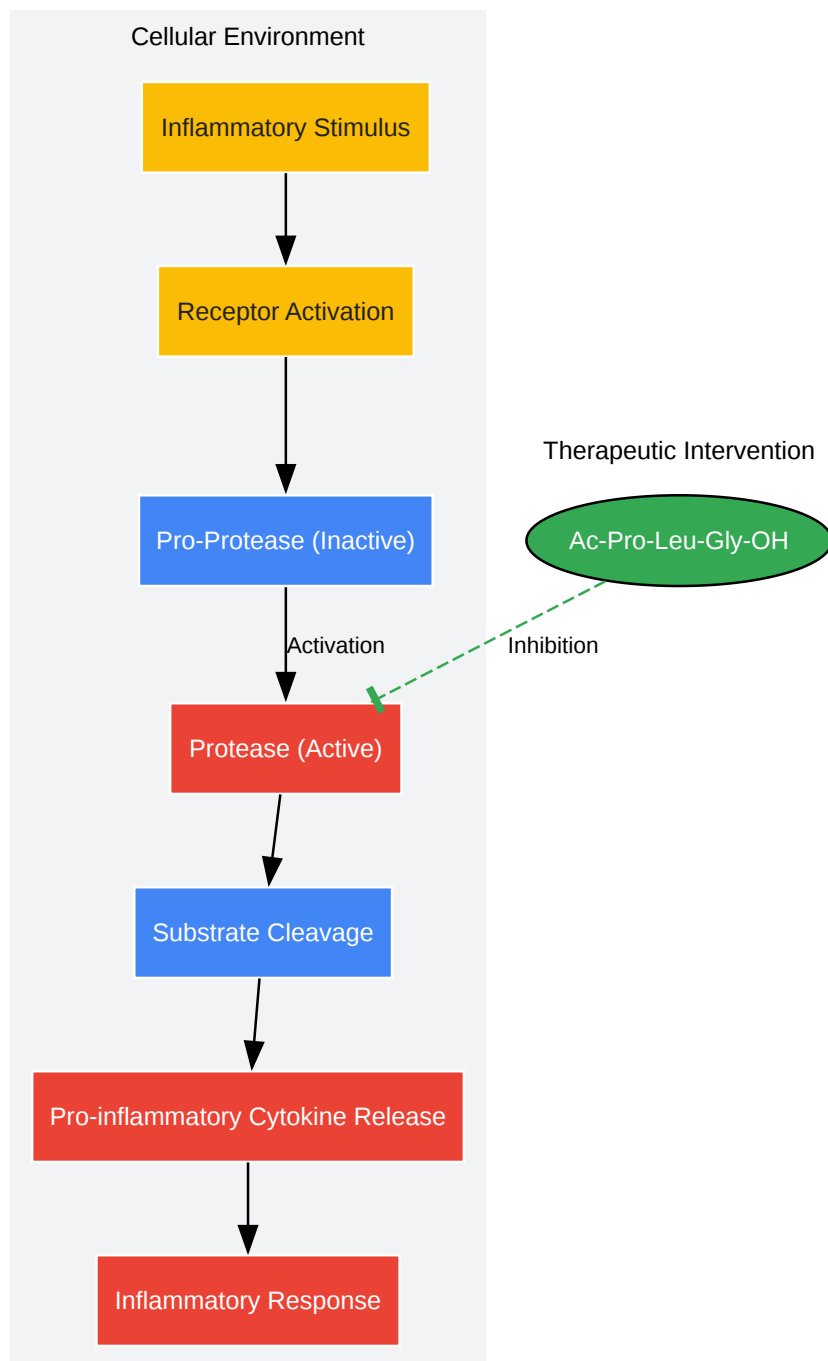 Cellular Environment
Inflammatory Stimulus
Receptor Activation
Therapeutic Intervention
Pro-Protease (Inactive)
Ac-Pro-Leu-Gly-OH
Activation
Inhibition
Protease (Active)
Substrate Cleavage
Pro-inflammatory Cytokine Release
Inflammatory Response